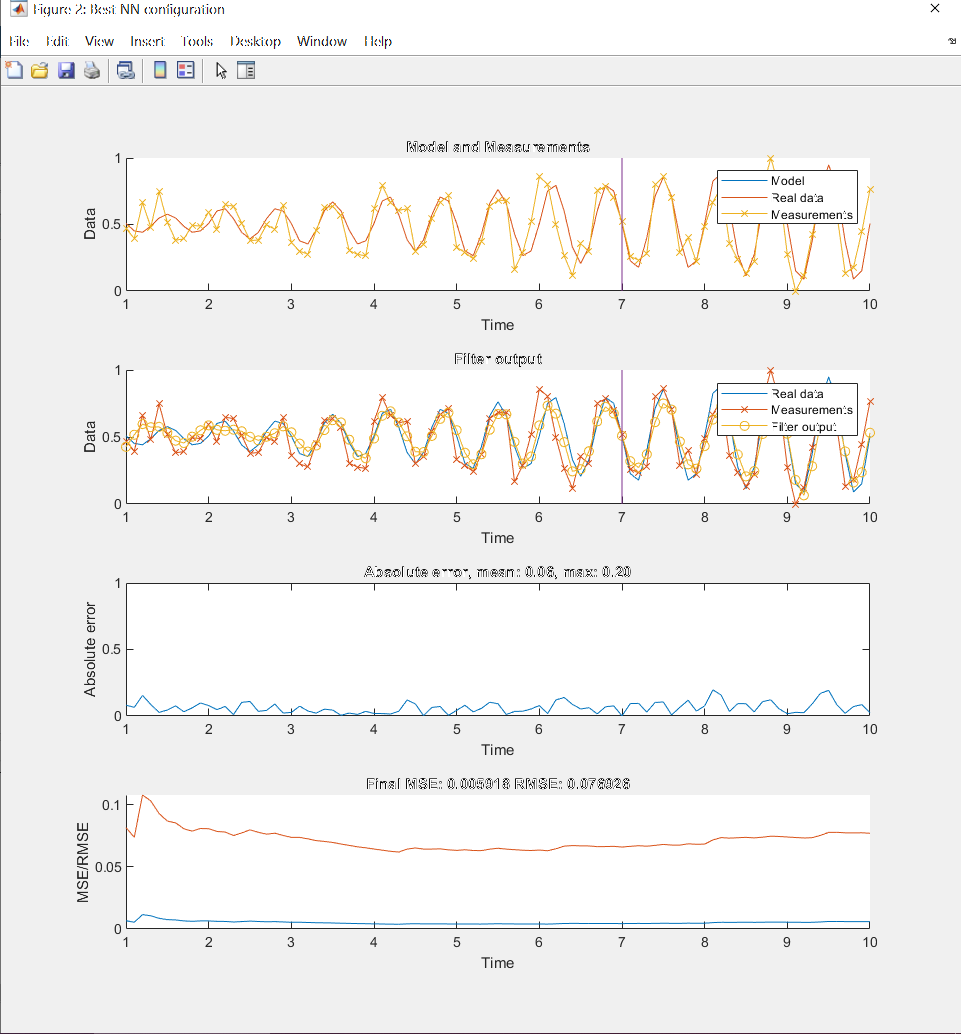 Figure 2: Best NN configuration
File Edit View Insert Tools Desktop Window Help
Model and Measurements
1
0.5
0
Data
Model
Real data
Measurements
1 2 3 4 5 6 7 8 9 10
Time
Filter output
1
0.5
0
Data
Real data
Measurements
Filter output
1 2 3 4 5 6 7 8 9 10
Time
Absolute error, mean: 0.06, max: 0.20
1
0.5
0
Absolute error
1 2 3 4 5 6 7 8 9 10
Time
Final MSE: 0.005918 RMSE: 0.076926
0.1
0.05
0
MSE/RMSE
1 2 3 4 5 6 7 8 9 10
Time